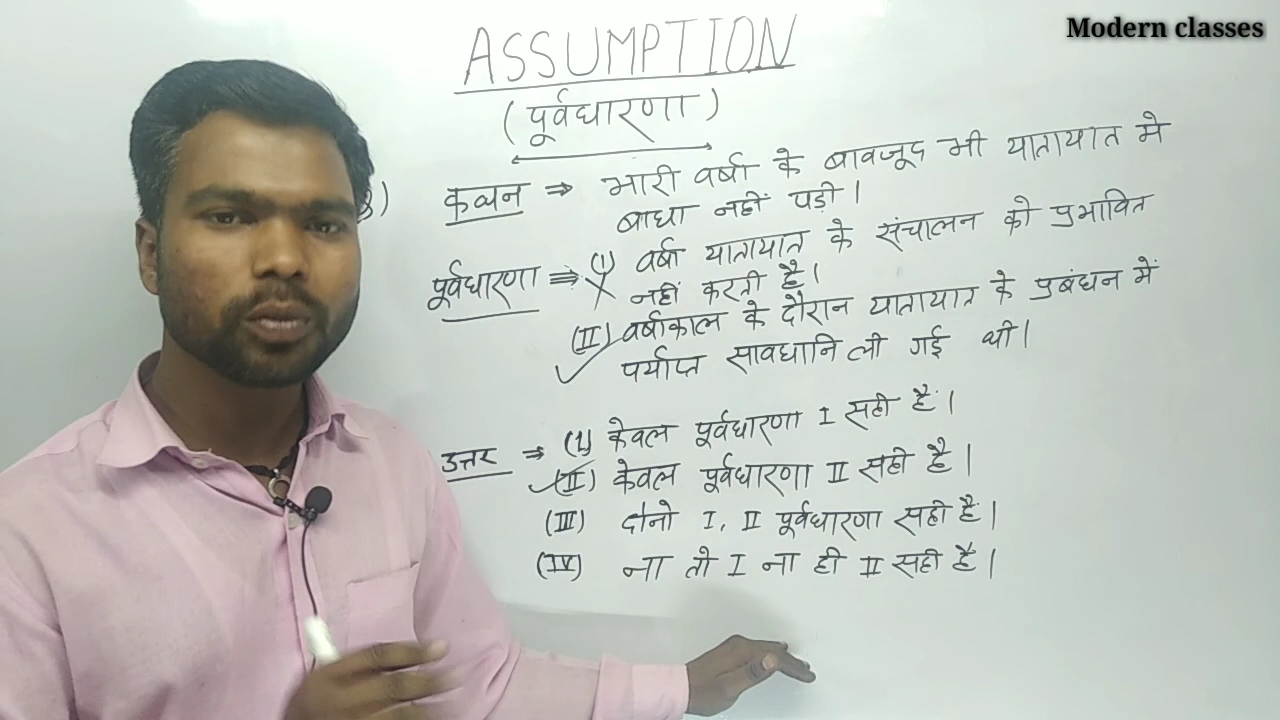 Modern classes
ASSUMPTION
(पूर्वधारणा)
3) कथन ⇒ भारी वर्षा के बावजूद भी यातायात मे
बाधा नहीं पड़ी।
पूर्वधारणा ⇒ (I) वर्षा यातायात के संचालन को प्रभावित
नहीं करती है।
(II) वर्षाकाल के दौरान यातायात के प्रबंधन में
पर्याप्त सावधानि ली गई थी।
उत्तर ⇒ (I) केवल पूर्वधारणा I सही है।
(II) केवल पूर्वधारणा II सही है।
(III) दोनो I, II पूर्वधारणा सही है।
(IV) ना तो I ना ही II सही है।